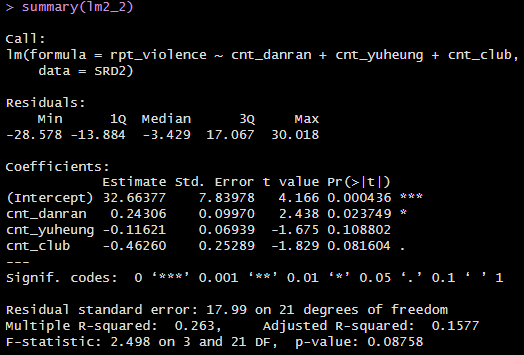 > summary(lm2_2)
Call:
lm(formula = rpt_violence ~ cnt_danran + cnt_yuheung + cnt_club,
    data = SRD2)
Residuals:
    Min      1Q  Median      3Q     Max
-28.578 -13.884  -3.429  17.067  30.018
Coefficients:
            Estimate Std. Error t value Pr(>|t|)
(Intercept) 32.66377    7.83978   4.166 0.000436 ***
cnt_danran   0.24306    0.09970   2.438 0.023749 *
cnt_yuheung -0.11621    0.06939  -1.675 0.108802
cnt_club    -0.46260    0.25289  -1.829 0.081604 .
---
Signif. codes:  0 ‘***’ 0.001 ‘**’ 0.01 ‘*’ 0.05 ‘.’ 0.1 ‘ ’ 1
Residual standard error: 17.99 on 21 degrees of freedom
Multiple R-squared:  0.263,     Adjusted R-squared:  0.1577
F-statistic: 2.498 on 3 and 21 DF,  p-value: 0.08758